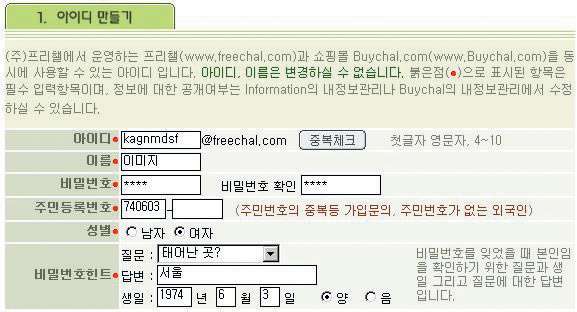 1. 아이디 만들기
(주)프리챌에서 운영하는 프리챌(www.freechal.com)과 쇼핑몰 Buychal.com(www.Buychal.com)을 동
시에 사용할 수 있는 아이디 입니다. 아이디, 이름은 변경하실 수 없습니다. 붉은점(●)으로 표시된 항목은
필수 입력항목이며, 정보에 대한 공개여부는 Information의 내정보관리나 Buychal의 내정보관리에서 수정
하실 수 있습니다.
아이디● kagnmdsf @freechal.com 중복체크 첫글자 영문자, 4~10
이름● 이미지
비밀번호● **** 비밀번호 확인 ****
주민등록번호● 740603 - (주민번호의 중복등 가입문의, 주민번호가 없는 외국인)
성별● 남자 여자
비밀번호힌트●
질문 : 태어난 곳?
답변 : 서울
생일 : 1974 년 6 월 3 일 양 음
비밀번호를 잊었을 때 본인임
을 확인하기 위한 질문과 생
일 그리고 질문에 대한 답변
입니다.